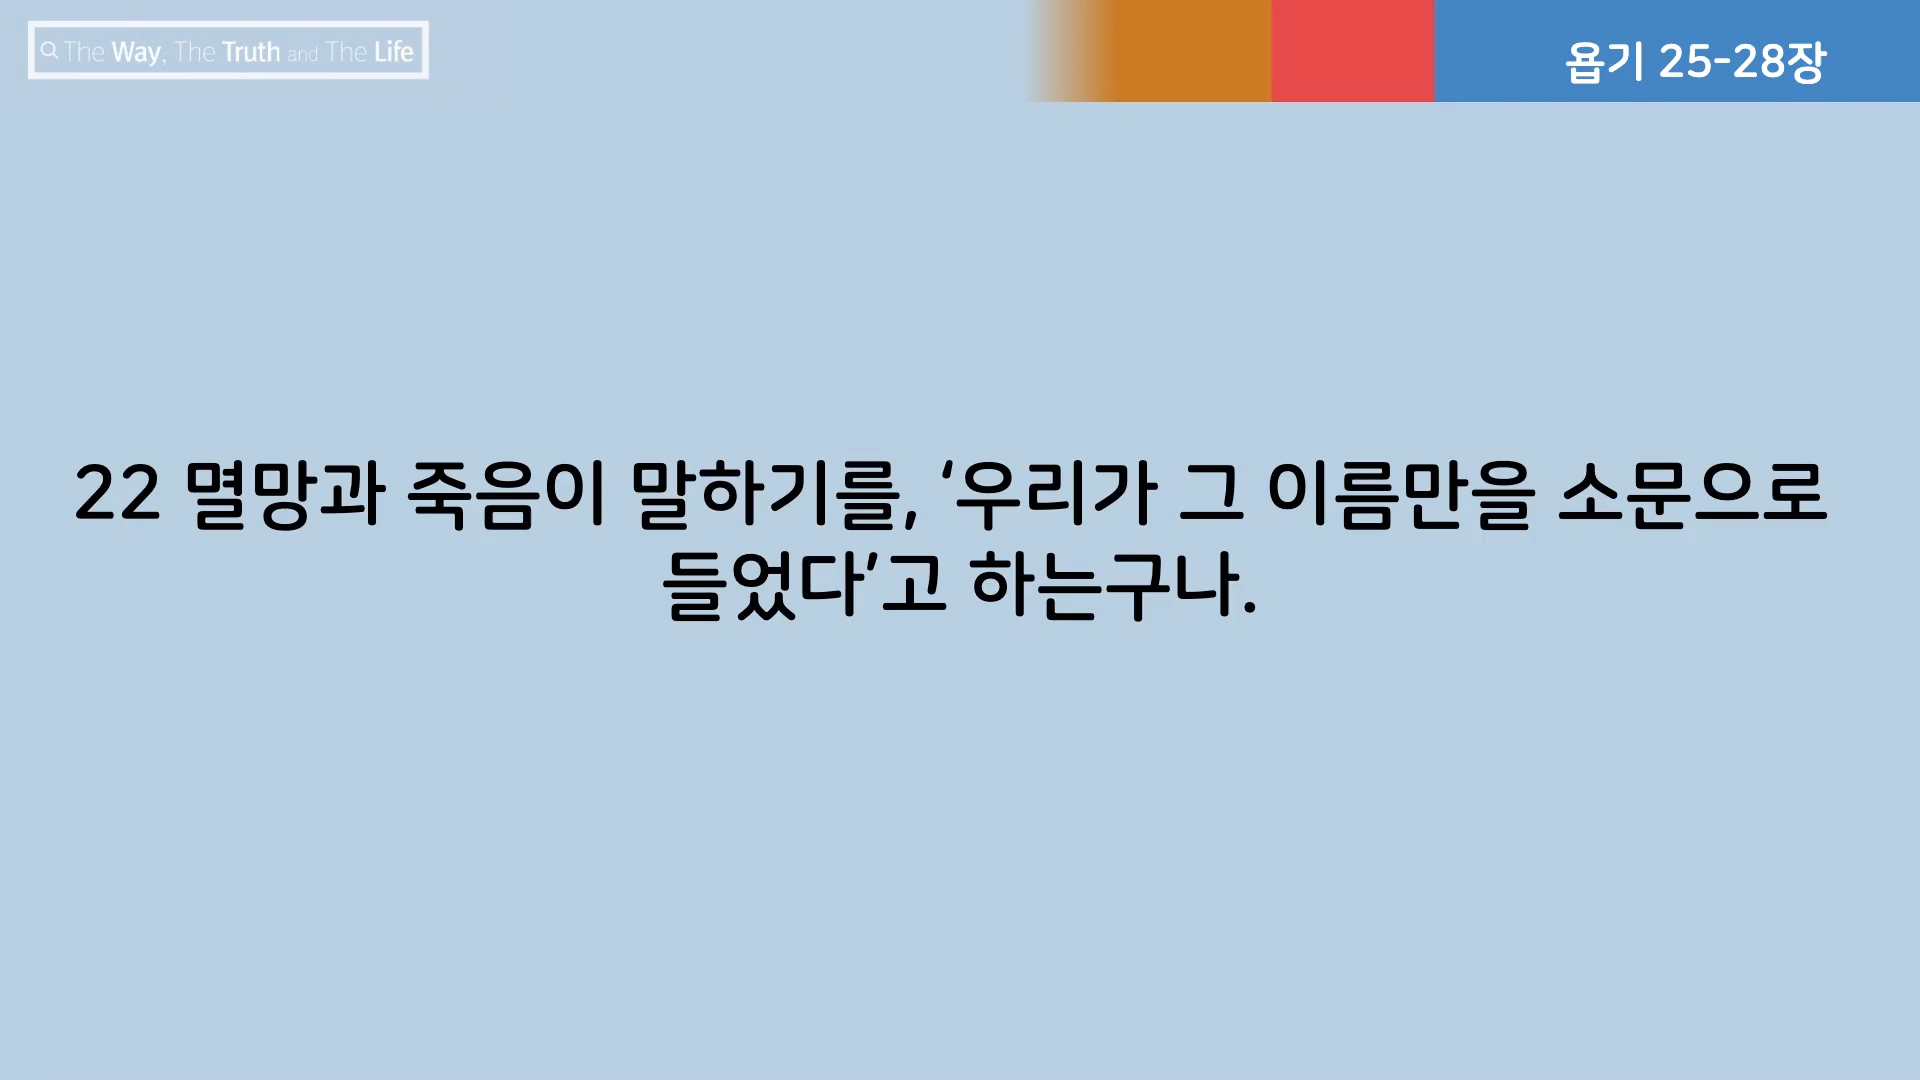 The Way, The Truth and The Life
욥기 25-28장
22 멸망과 죽음이 말하기를, ‘우리가 그 이름만을 소문으로
들었다’고 하는구나.